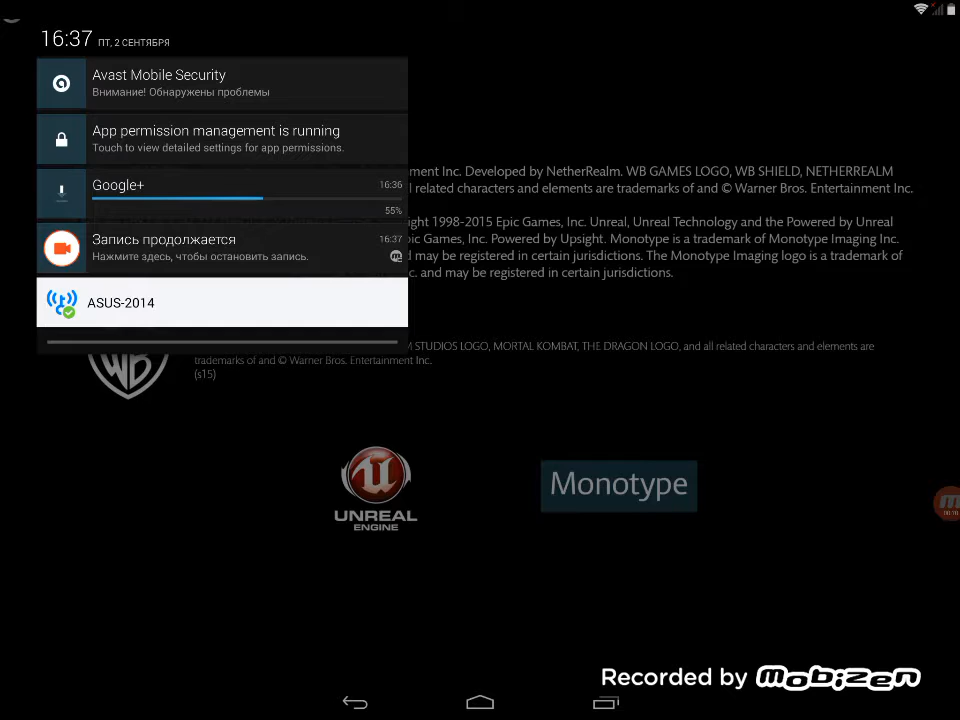 16:37 ПТ, 2 СЕНТЯБРЯ
Avast Mobile Security
Внимание! Обнаружены проблемы
App permission management is running
Touch to view detailed settings for app permissions.
Google+ 16:36
55%
Запись продолжается 16:37
Нажмите здесь, чтобы остановить запись.
ASUS-2014
ment Inc. Developed by NetherRealm. WB GAMES LOGO, WB SHIELD, NETHERREALM
l related characters and elements are trademarks of and © Warner Bros. Entertainment Inc.
ight 1998-2015 Epic Games, Inc. Unreal, Unreal Technology and the Powered by Unreal
pic Games, Inc. Powered by Upsight. Monotype is a trademark of Monotype Imaging Inc.
d may be registered in certain jurisdictions. The Monotype Imaging logo is a trademark of
c. and may be registered in certain jurisdictions.
M STUDIOS LOGO, MORTAL KOMBAT, THE DRAGON LOGO, and all related characters and elements are
trademarks of and © Warner Bros. Entertainment Inc.
(s15)
WB
UNREAL
ENGINE
Monotype
Recorded by mobizen